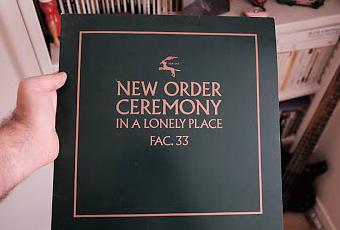 NEW ORDER
CEREMONY
IN A LONELY PLACE
FAC. 33